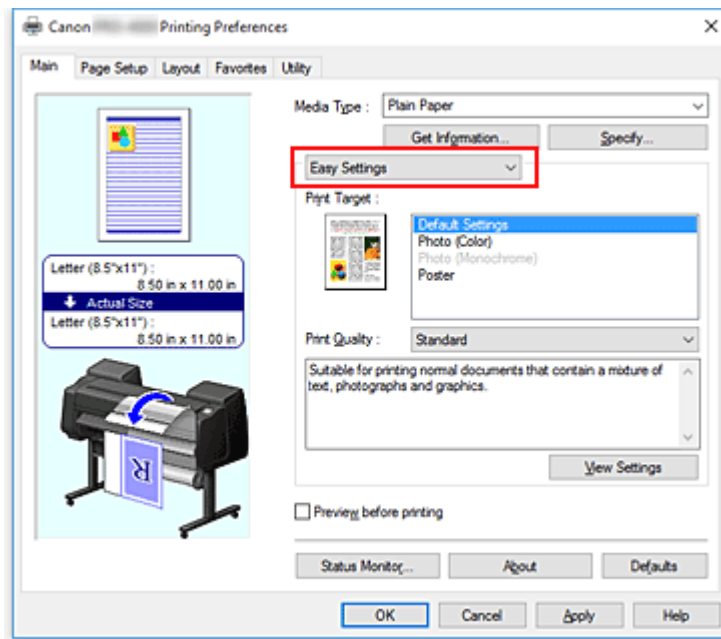 Canon Printing Preferences
Main Page Setup Layout Favorites Utility
Media Type : Plain Paper
Get Information... Specify...
Easy Settings
Print Target :
Default Settings
Photo (Color)
Photo (Monochrome)
Poster
Letter (8.5"x11") :
8.50 in x 11.00 in
Actual Size
Letter (8.5"x11") :
8.50 in x 11.00 in
R
Print Quality : Standard
Suitable for printing normal documents that contain a mixture of
text, photographs and graphics.
View Settings
Preview before printing
Status Monitor... About Defaults
OK Cancel Apply Help